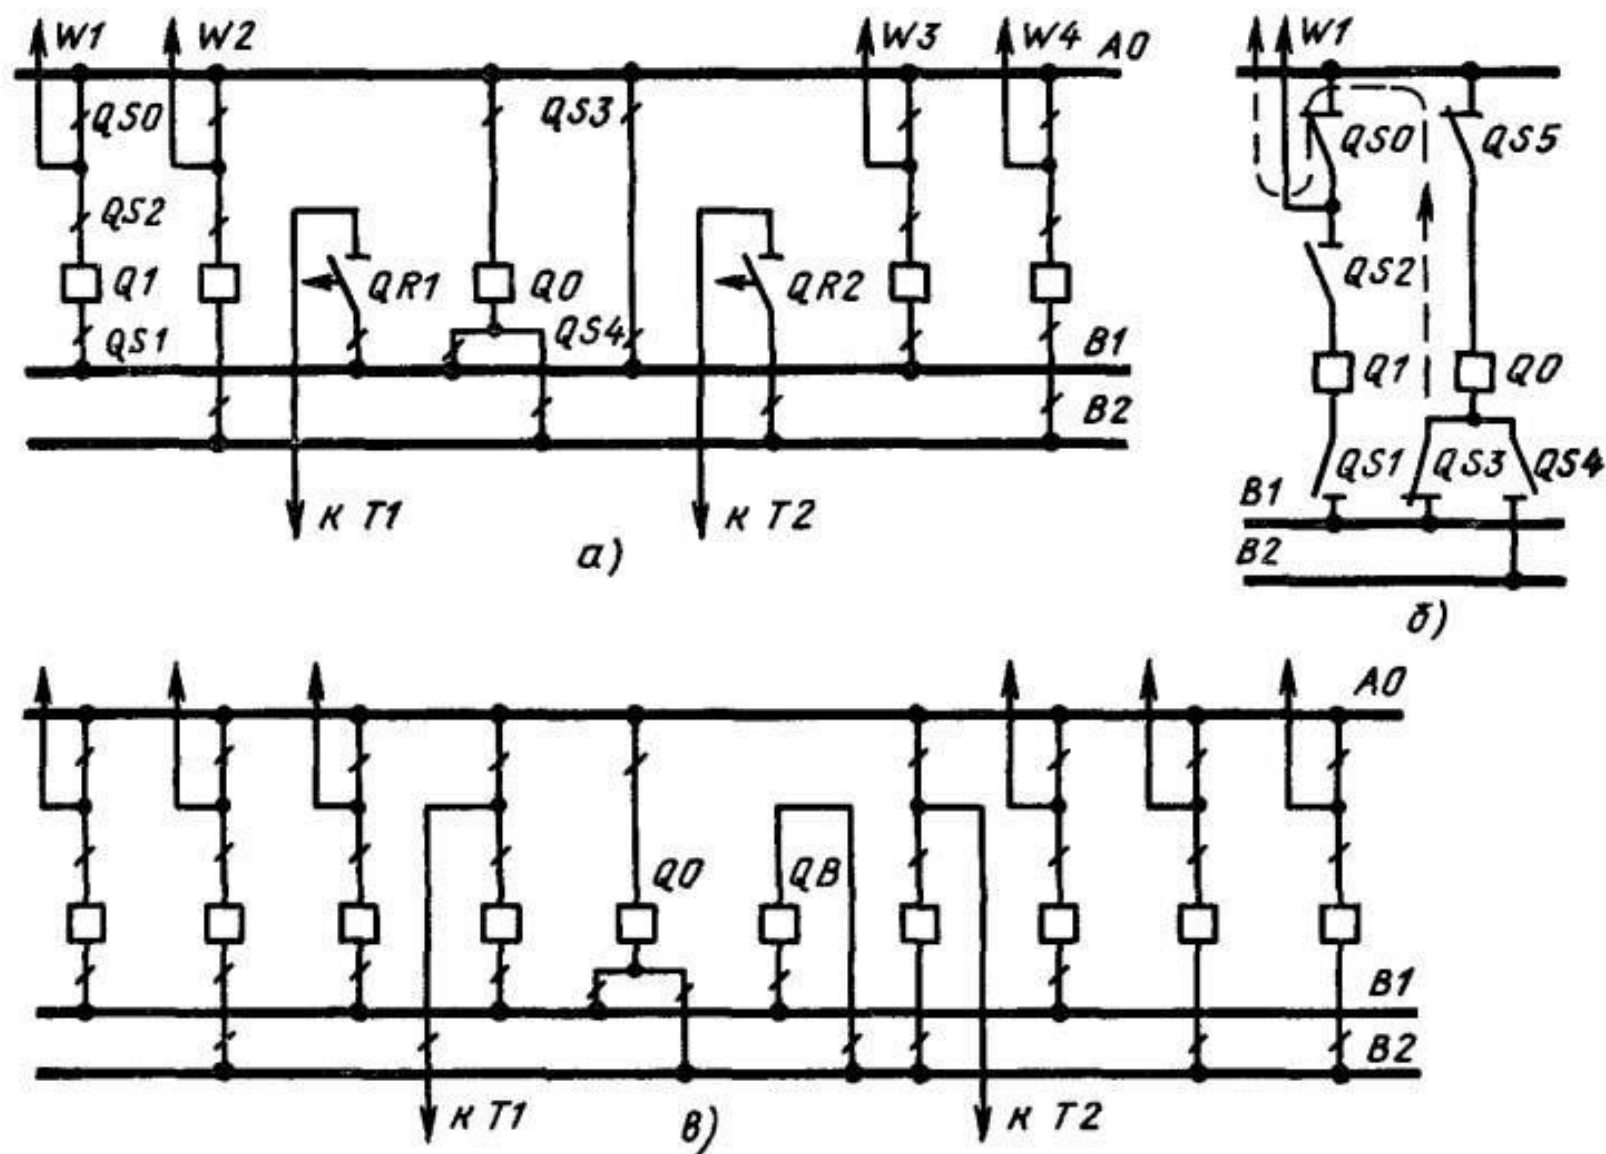 W1 W2 W3 W4 A0
QS0 QS3
QS2
Q1 QR1 Q0 QR2
QS1 QS4 B1
B2
к T1 к T2
а)
W1
QS0 QS5
QS2
Q1 Q0
QS1 QS3 QS4
B1
B2
б)
A0
Q0 QB
B1
B2
к T1 к T2
в)